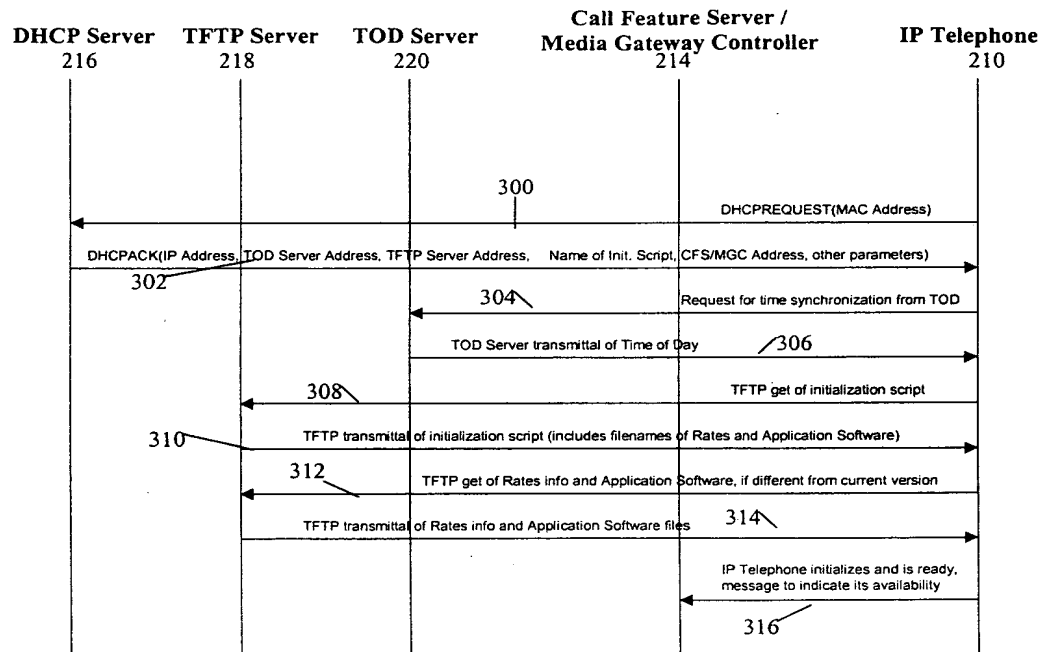 Call Feature Server /
DHCP Server TFTP Server TOD Server Media Gateway Controller IP Telephone
216 218 220 214 210
300
DHCPREQUEST(MAC Address)
DHCPACK(IP Address, TOD Server Address, TFTP Server Address, Name of Init. Script, CFS/MGC Address, other parameters)
302
304 Request for time synchronization from TOD
TOD Server transmittal of Time of Day 306
308 TFTP get of initialization script
310 TFTP transmittal of initialization script (includes filenames of Rates and Application Software)
312 TFTP get of Rates info and Application Software, if different from current version
TFTP transmittal of Rates info and Application Software files 314
IP Telephone initializes and is ready,
message to indicate its availability
316